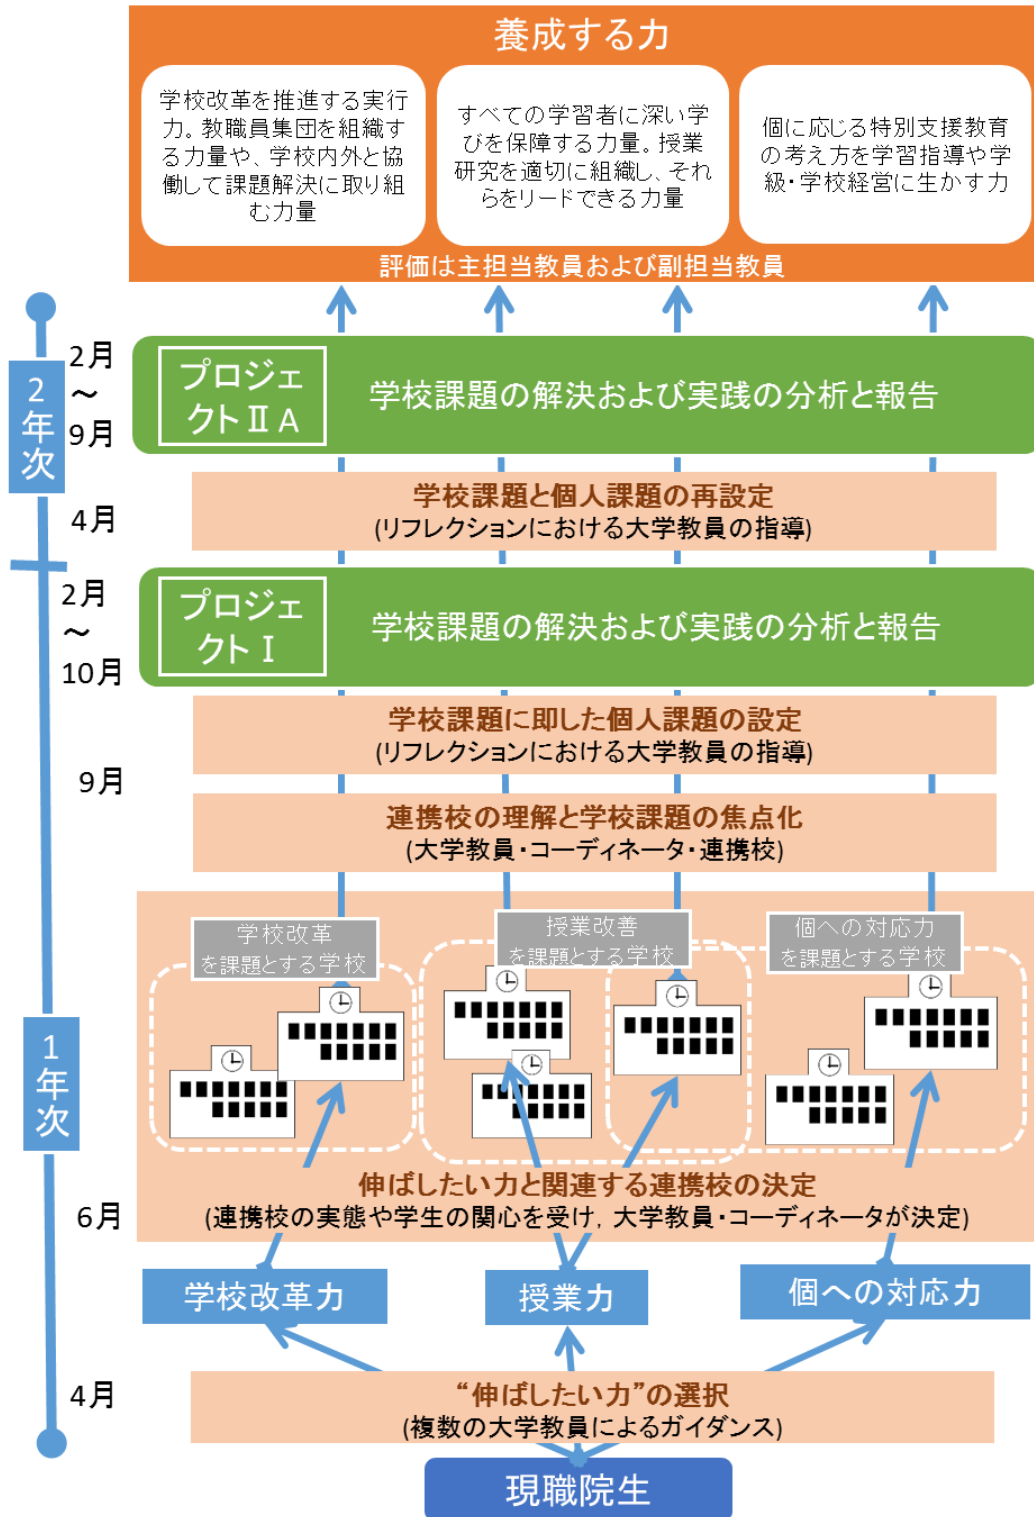 養成する力
学校改革を推進する実行
力。教職員集団を組織す
る力量や、学校内外と協
働して課題解決に取り組
む力量
すべての学習者に深い学
びを保障する力量。授業
研究を適切に組織し、それ
らをリードできる力量
個に応じる特別支援教育
の考え方を学習指導や学
級・学校経営に生かす力
評価は主担当教員および副担当教員
2年次
2月
～
9月
プロジェ
クトⅡA
学校課題の解決および実践の分析と報告
4月
学校課題と個人課題の再設定
(リフレクションにおける大学教員の指導)
2月
～
10月
プロジェ
クトⅠ
学校課題の解決および実践の分析と報告
学校課題に即した個人課題の設定
(リフレクションにおける大学教員の指導)
9月
連携校の理解と学校課題の焦点化
(大学教員・コーディネータ・連携校)
学校改革
を課題とする学校
授業改善
を課題とする学校
個への対応力
を課題とする学校
1年次
伸ばしたい力と関連する連携校の決定
6月
(連携校の実態や学生の関心を受け，大学教員・コーディネータが決定)
学校改革力
授業力
個への対応力
4月
“伸ばしたい力”の選択
(複数の大学教員によるガイダンス)
現職院生